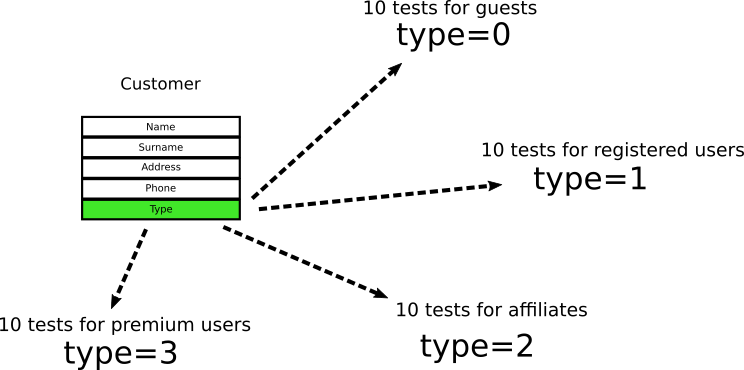 10 tests for guests
type=0
Customer
Name
Surname
Address
Phone
Type
10 tests for registered users
type=1
10 tests for affiliates
type=2
10 tests for premium users
type=3